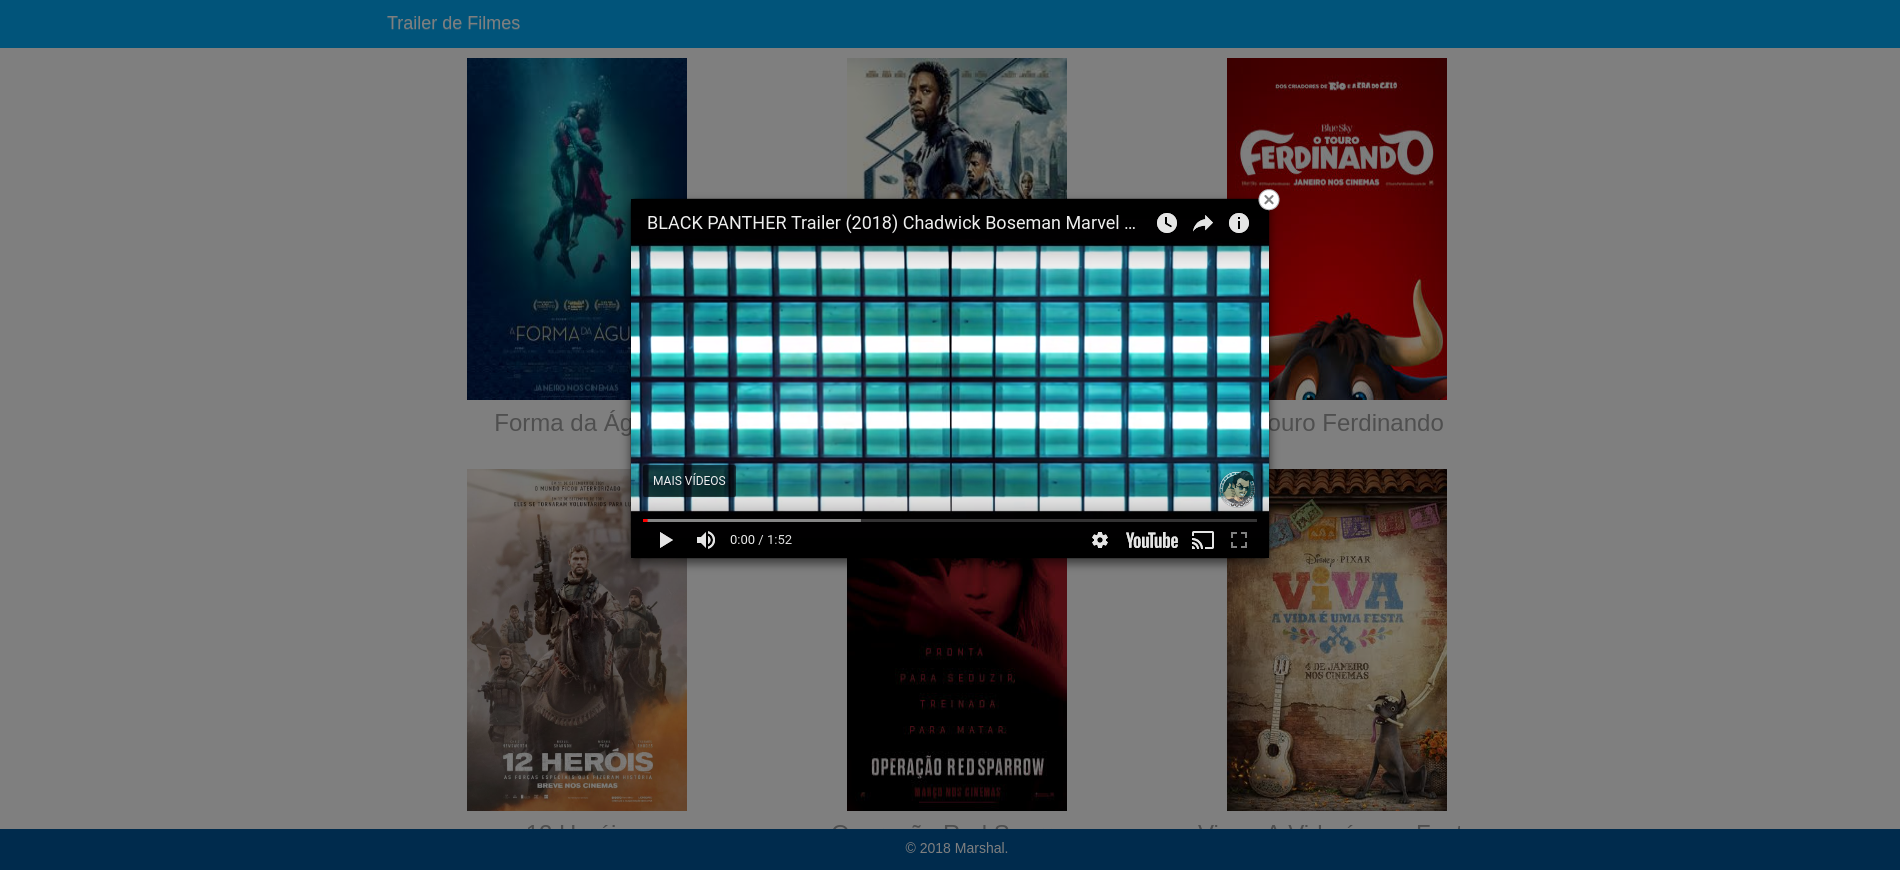 Trailer de Filmes
DOS CRIADORES DE RIO E A ERA DO GELO
BlueSky
O TOURO
FERDINANDO
JANEIRO NOS CINEMAS
BLACK PANTHER Trailer (2018) Chadwick Boseman Marvel ...
A FORMA DA ÁGU
JANEIRO NOS CINEMAS
Forma da Ág
ouro Ferdinando
MAIS VÍDEOS
0:00 / 1:52
YouTube
O MUNDO FICOU ATERRORIZADO
12 HERÓIS
AS FORÇAS ESPECIAIS QUE FIZERAM HISTÓRIA
BREVE NOS CINEMAS
PRONTA
PARA SEDUZIR,
TREINADA
PARA MATAR.
OPERAÇÃO RED SPARROW
MARÇO NOS CINEMAS
Disney PIXAR
VIVA
A VIDA É UMA FESTA
4 DE JANEIRO
NOS CINEMAS
© 2018 Marshal.